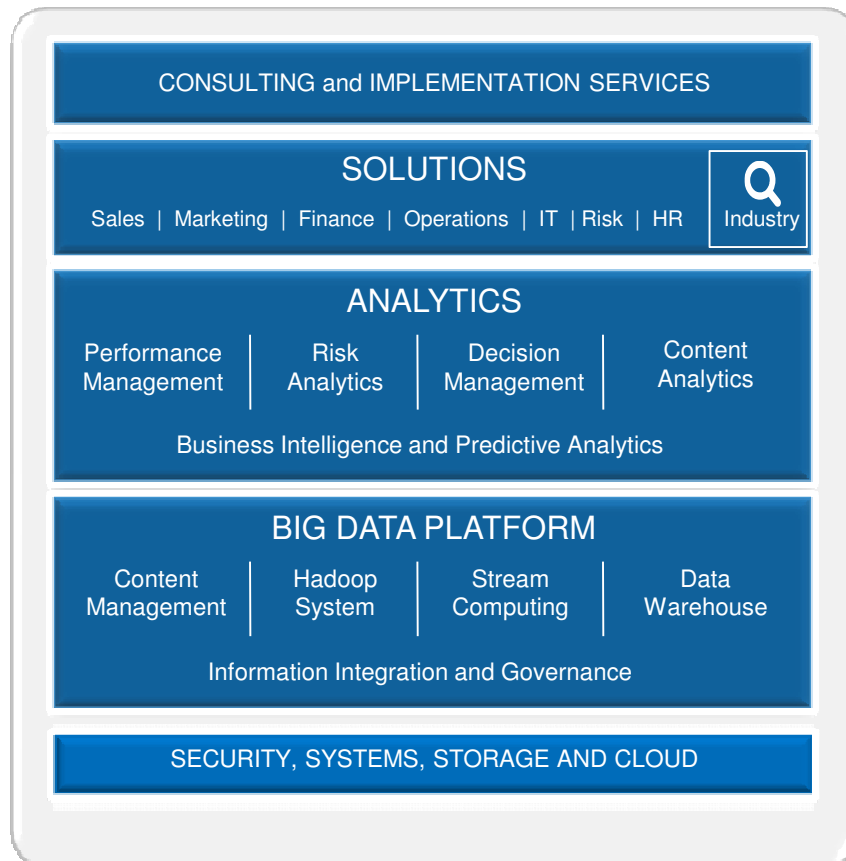 CONSULTING and IMPLEMENTATION SERVICES
SOLUTIONS
Sales | Marketing | Finance | Operations | IT | Risk | HR
Industry
ANALYTICS
Performance Management
Risk Analytics
Decision Management
Content Analytics
Business Intelligence and Predictive Analytics
BIG DATA PLATFORM
Content Management
Hadoop System
Stream Computing
Data Warehouse
Information Integration and Governance
SECURITY, SYSTEMS, STORAGE AND CLOUD